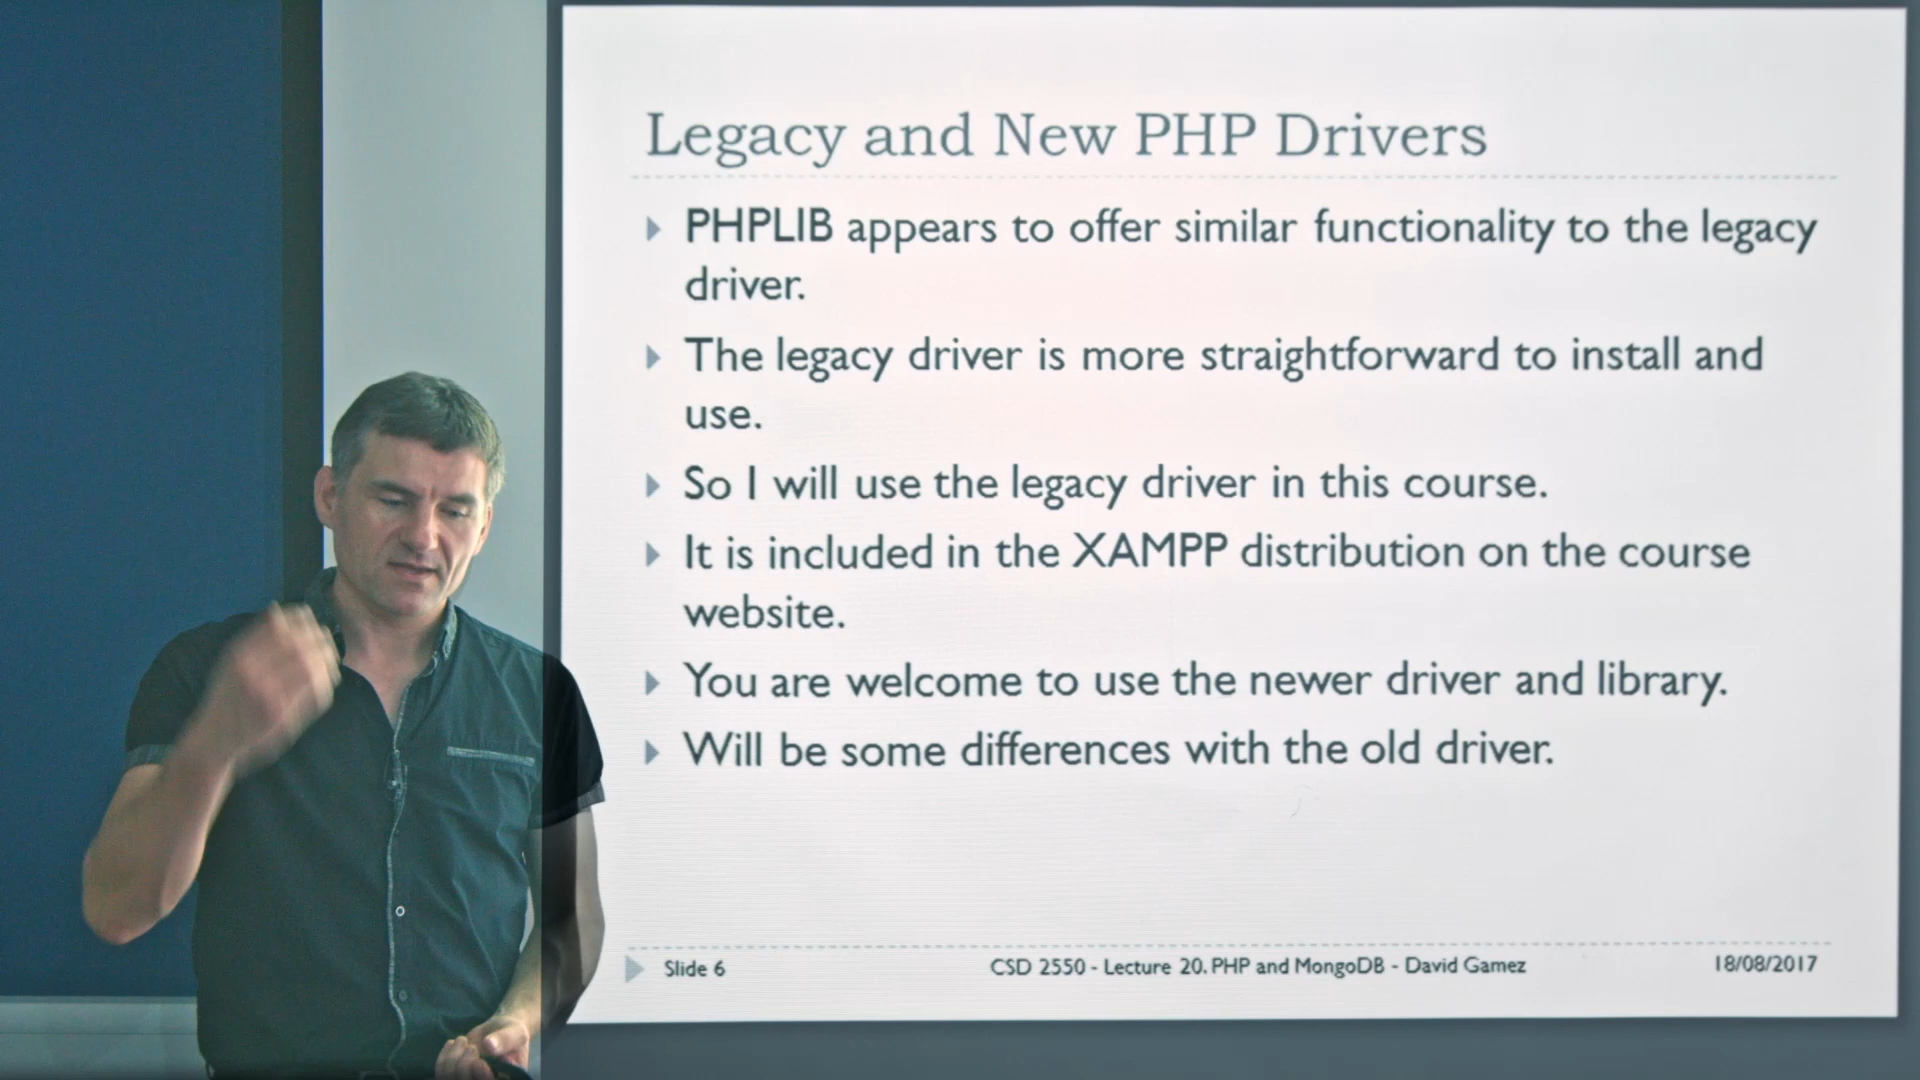 Legacy and New PHP Drivers
PHPLIB appears to offer similar functionality to the legacy
driver.
The legacy driver is more straightforward to install and
use.
So I will use the legacy driver in this course.
It is included in the XAMPP distribution on the course
website.
You are welcome to use the newer driver and library.
Will be some differences with the old driver.
Slide 6
CSD 2550 - Lecture 20. PHP and MongoDB - David Gamez
18/08/2017